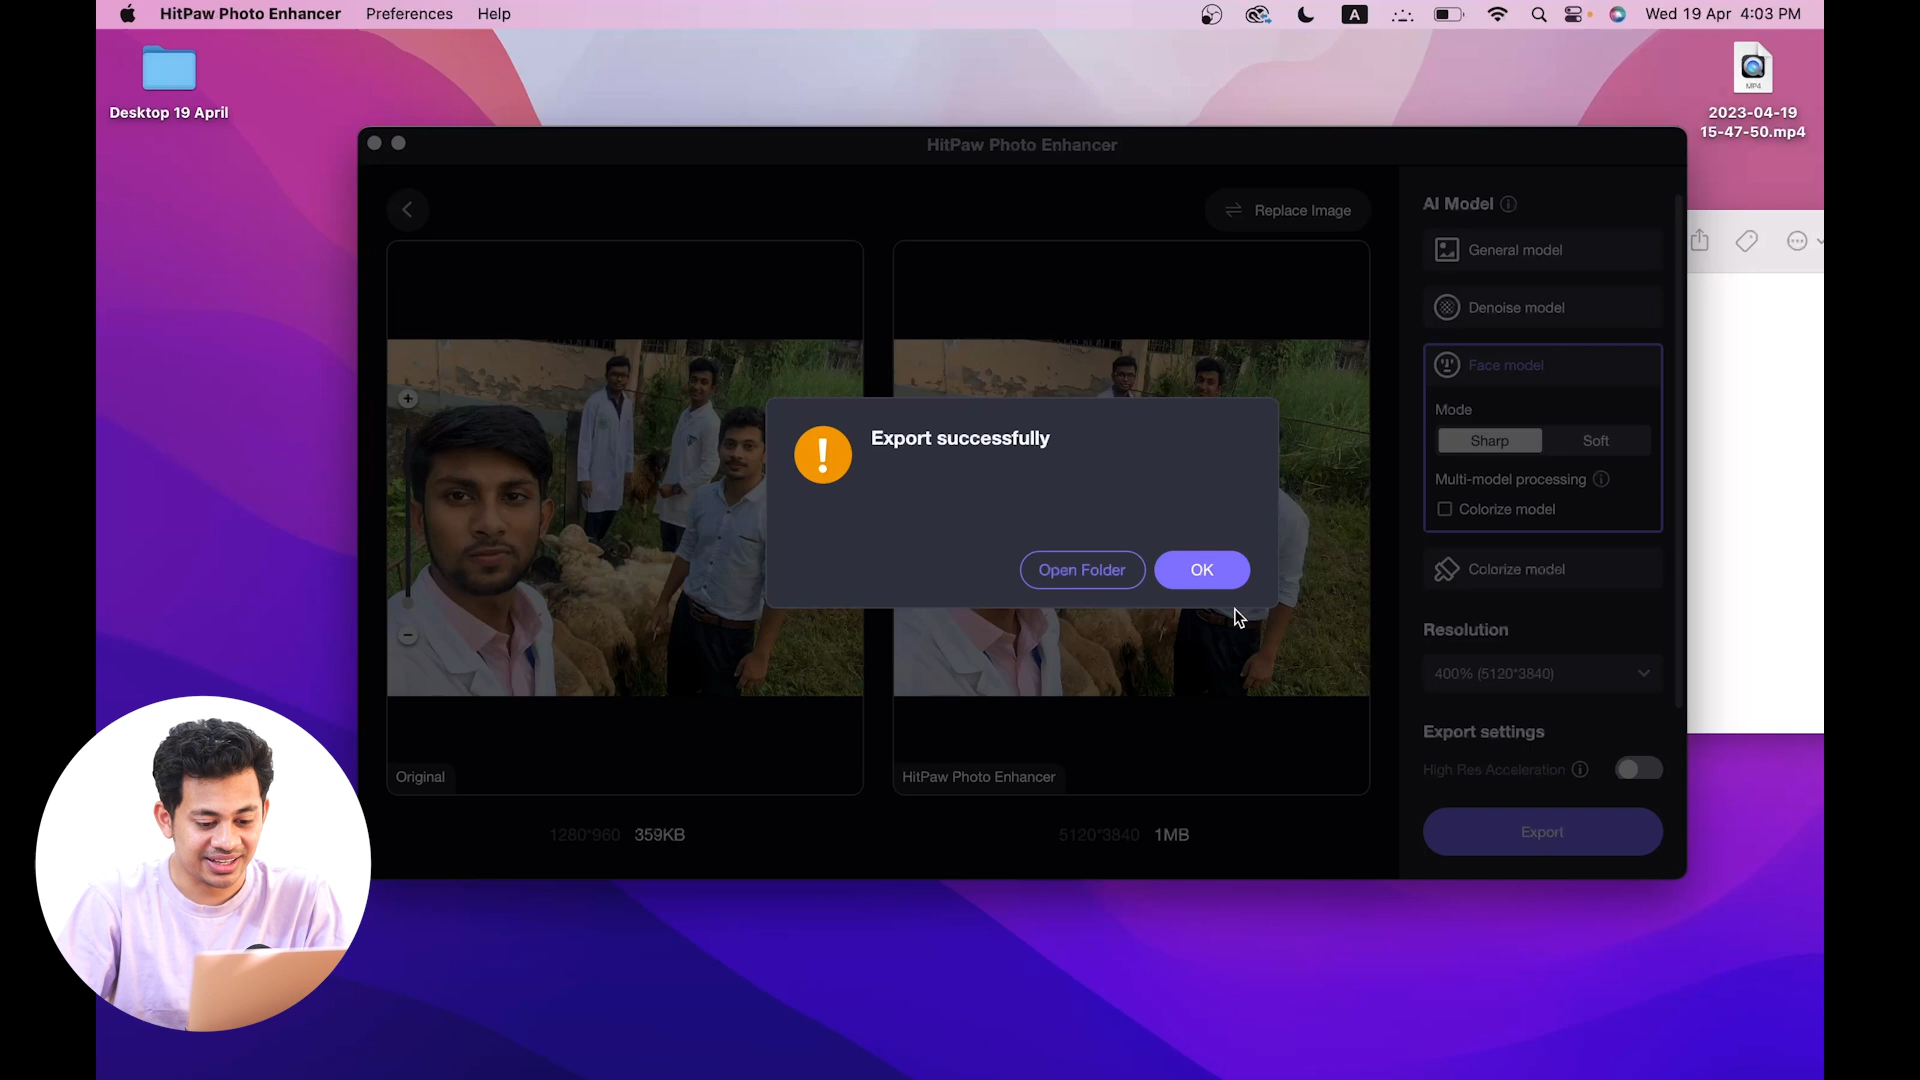 HitPaw Photo Enhancer Preferences Help
A
Wed 19 Apr 4:03 PM
Desktop 19 April
MP4
2023-04-19
15-47-50.mp4
HitPaw Photo Enhancer
Replace Image
AI Model
General model
Denoise model
Face model
Mode
Sharp Soft
Multi-model processing
Colorize model
Colorize model
Resolution
400% (5120*3840)
Export settings
High Res Acceleration
Export
Export successfully
Open Folder OK
Original
HitPaw Photo Enhancer
1280*960 359KB
5120*3840 1MB